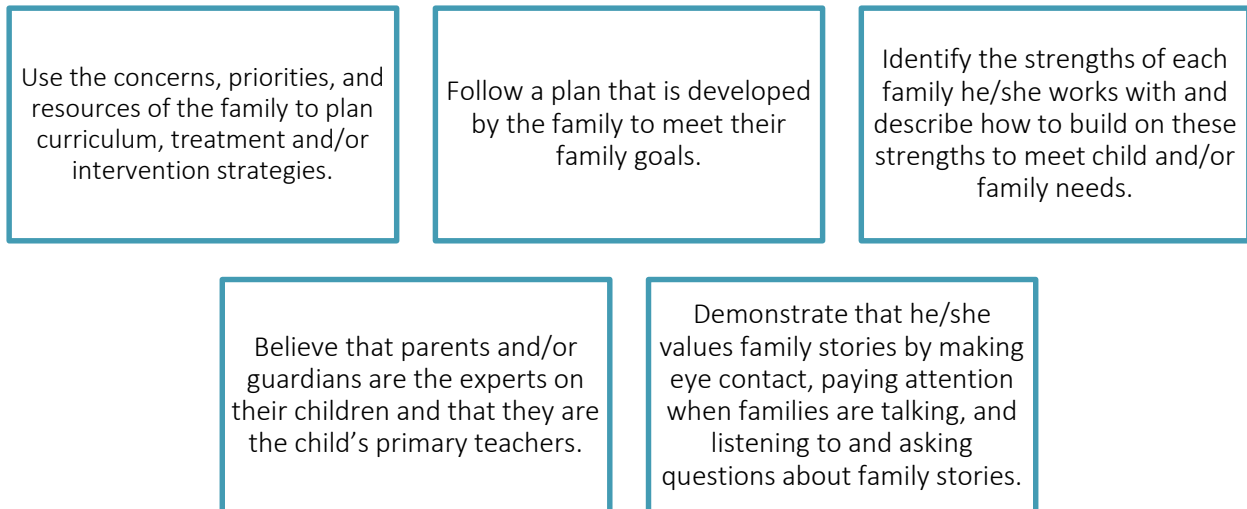 Use the concerns, priorities, and
resources of the family to plan
curriculum, treatment and/or
intervention strategies.
Follow a plan that is developed
by the family to meet their
family goals.
Identify the strengths of each
family he/she works with and
describe how to build on these
strengths to meet child and/or
family needs.
Believe that parents and/or
guardians are the experts on
their children and that they are
the child’s primary teachers.
Demonstrate that he/she
values family stories by making
eye contact, paying attention
when families are talking, and
listening to and asking
questions about family stories.